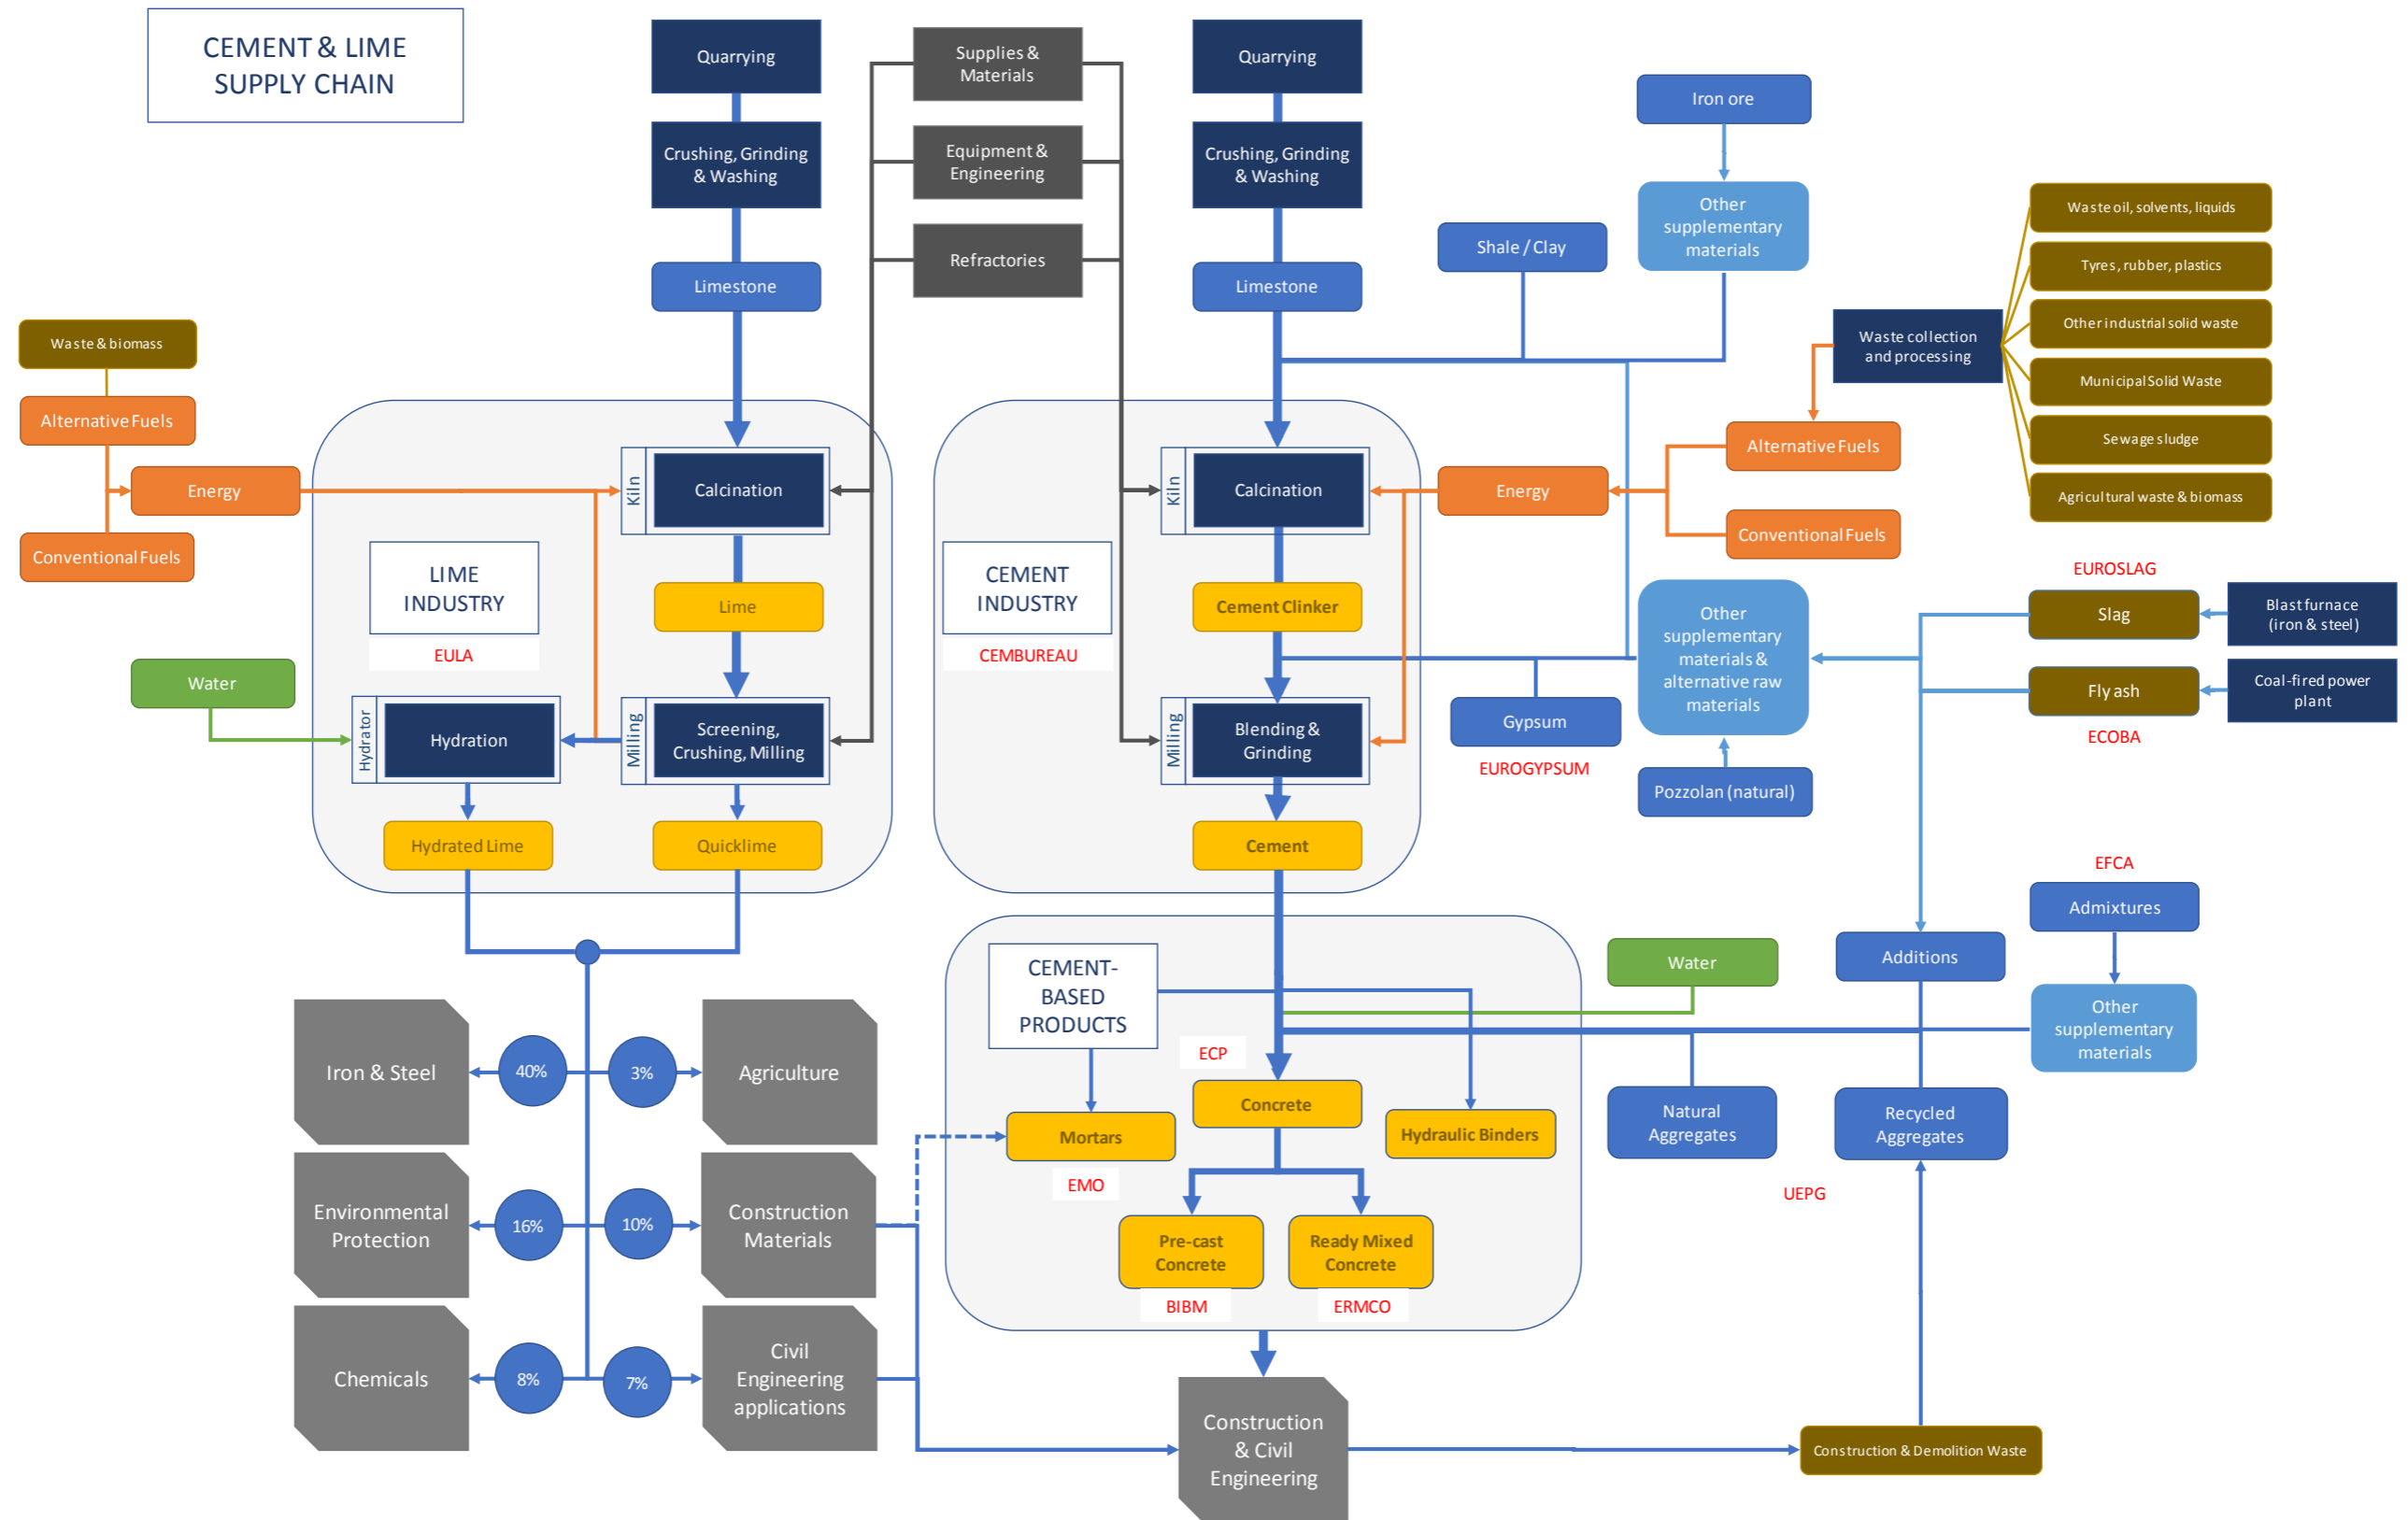 CEMENT & LIME
SUPPLY CHAIN
Quarrying
Crushing, Grinding
& Washing
Limestone
Supplies &
Materials
Equipment &
Engineering
Refractories
Quarrying
Crushing, Grinding
& Washing
Limestone
Shale / Clay
Iron ore
Other
supplementary
materials
Waste collection
and processing
Waste oil, solvents, liquids
Tyres, rubber, plastics
Other industrial solid waste
Municipal Solid Waste
Sewage sludge
Agricultural waste & biomass
Waste & biomass
Alternative Fuels
Energy
Conventional Fuels
Water
LIME
INDUSTRY
EULA
Kiln
Calcination
Lime
Milling
Screening,
Crushing, Milling
Hydrator
Hydration
Hydrated Lime
Quicklime
CEMENT
INDUSTRY
CEMBUREAU
Kiln
Calcination
Cement Clinker
Milling
Blending &
Grinding
Cement
Energy
Alternative Fuels
Conventional Fuels
Gypsum
EUROGYPSUM
Other
supplementary
materials &
alternative raw
materials
Pozzolan (natural)
EUROSLAG
Slag
Blast furnace
(iron & steel)
Fly ash
Coal-fired power
plant
ECOBA
EFCA
Admixtures
Additions
Other
supplementary
materials
Water
Natural
Aggregates
Recycled
Aggregates
UEPG
CEMENT-
BASED
PRODUCTS
ECP
Concrete
Mortars
EMO
Hydraulic Binders
Pre-cast
Concrete
BIBM
Ready Mixed
Concrete
ERMCO
Iron & Steel
40%
3%
Agriculture
Environmental
Protection
16%
10%
Construction
Materials
Chemicals
8%
7%
Civil
Engineering
applications
Construction
& Civil
Engineering
Construction & Demolition Waste